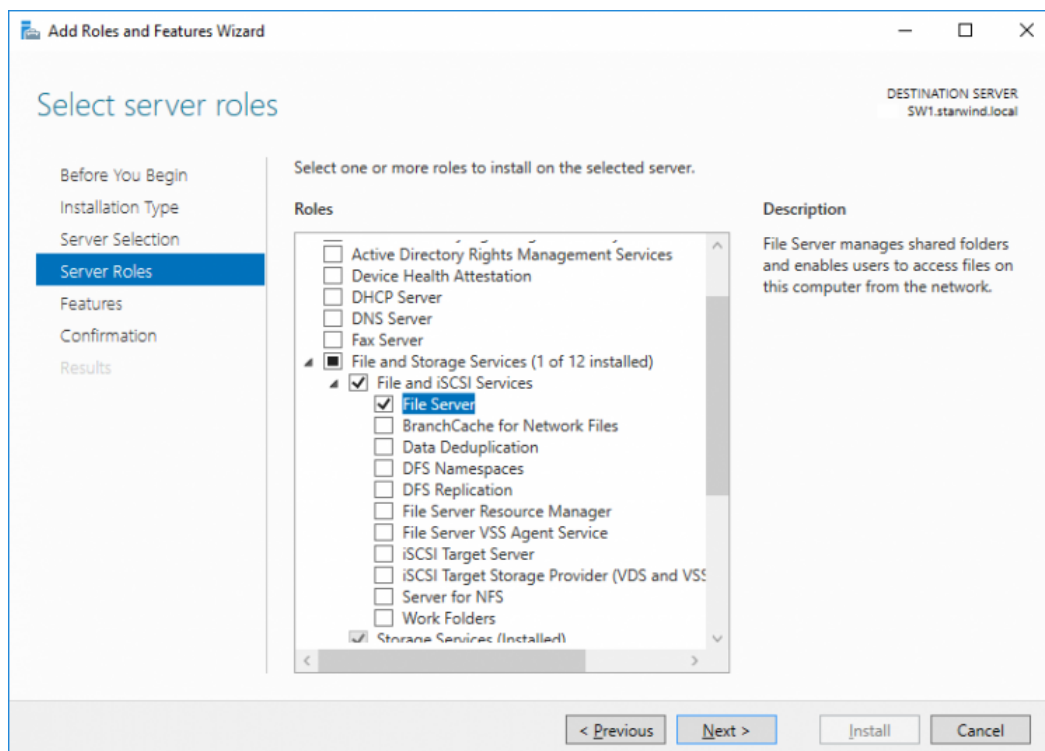 Add Roles and Features Wizard
Select server roles
DESTINATION SERVER
SW1.starwind.local
Before You Begin
Installation Type
Server Selection
Server Roles
Features
Confirmation
Results
Select one or more roles to install on the selected server.
Roles
Active Directory Rights Management Services
Device Health Attestation
DHCP Server
DNS Server
Fax Server
File and Storage Services (1 of 12 installed)
File and iSCSI Services
File Server
BranchCache for Network Files
Data Deduplication
DFS Namespaces
DFS Replication
File Server Resource Manager
File Server VSS Agent Service
iSCSI Target Server
iSCSI Target Storage Provider (VDS and VSS
Server for NFS
Work Folders
Storage Services (Installed)
Description
File Server manages shared folders
and enables users to access files on
this computer from the network.
< Previous
Next >
Install
Cancel